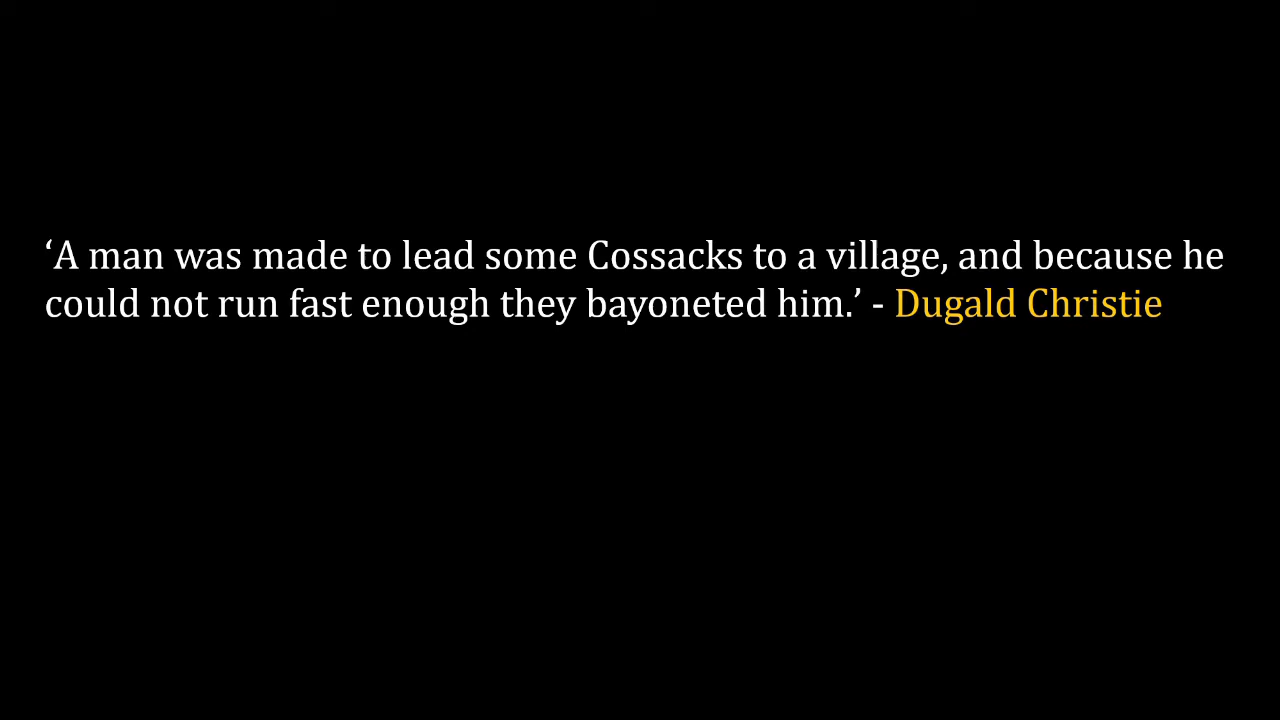 ‘A man was made to lead some Cossacks to a village, and because he
could not run fast enough they bayoneted him.’ - Dugald Christie